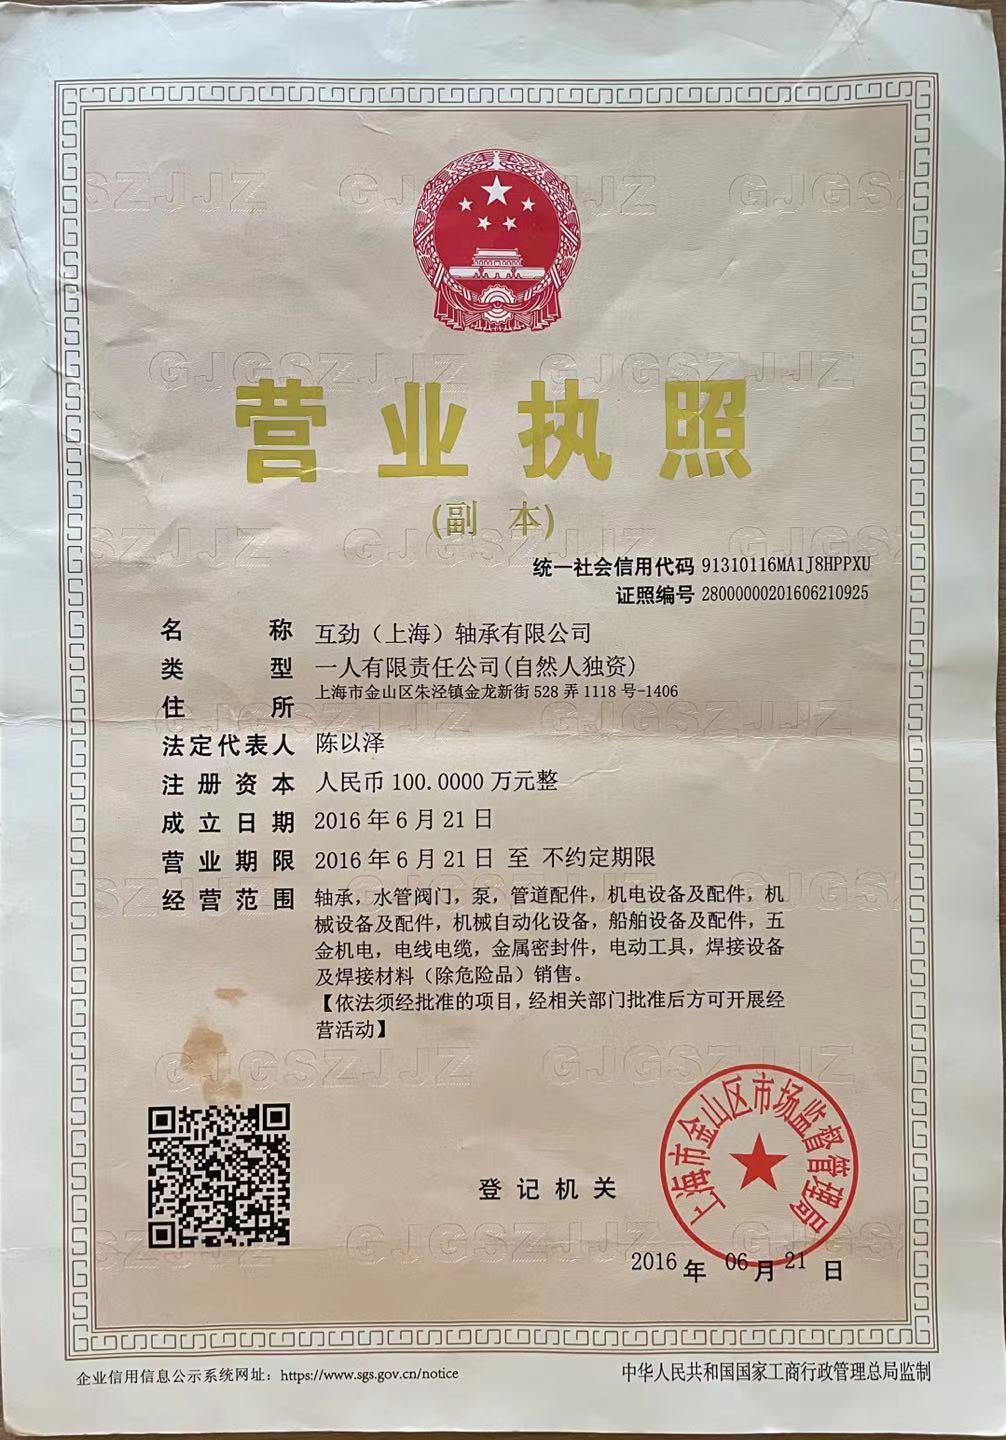 营业执照
(副 本)
统一社会信用代码 91310116MA1J8HPPXU
证照编号 28000000201606210925
名称 互劲（上海）轴承有限公司
类型 一人有限责任公司(自然人独资)
住所 上海市金山区朱泾镇金龙新街528弄1118号-1406
法定代表人 陈以泽
注册资本 人民币100.0000万元整
成立日期 2016年6月21日
营业期限 2016年6月21日 至 不约定期限
经营范围 轴承，水管阀门，泵，管道配件，机电设备及配件，机
械设备及配件，机械自动化设备，船舶设备及配件，五
金机电，电线电缆，金属密封件，电动工具，焊接设备
及焊接材料（除危险品）销售。
【依法须经批准的项目，经相关部门批准后方可开展经
营活动】
登记机关
上海市金山区市场监督管理局
2016年 06月 21日
企业信用信息公示系统网址：https://www.sgs.gov.cn/notice
中华人民共和国国家工商行政管理总局监制